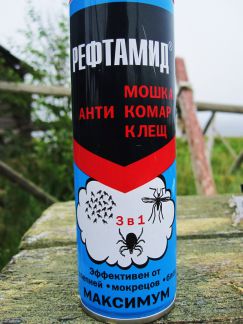 РЕФТАМИД®
МОШКА
АНТИ КОМАР
КЛЕЩ
3 в 1
Эффективен от
мокрецов
МАКСИМУМ